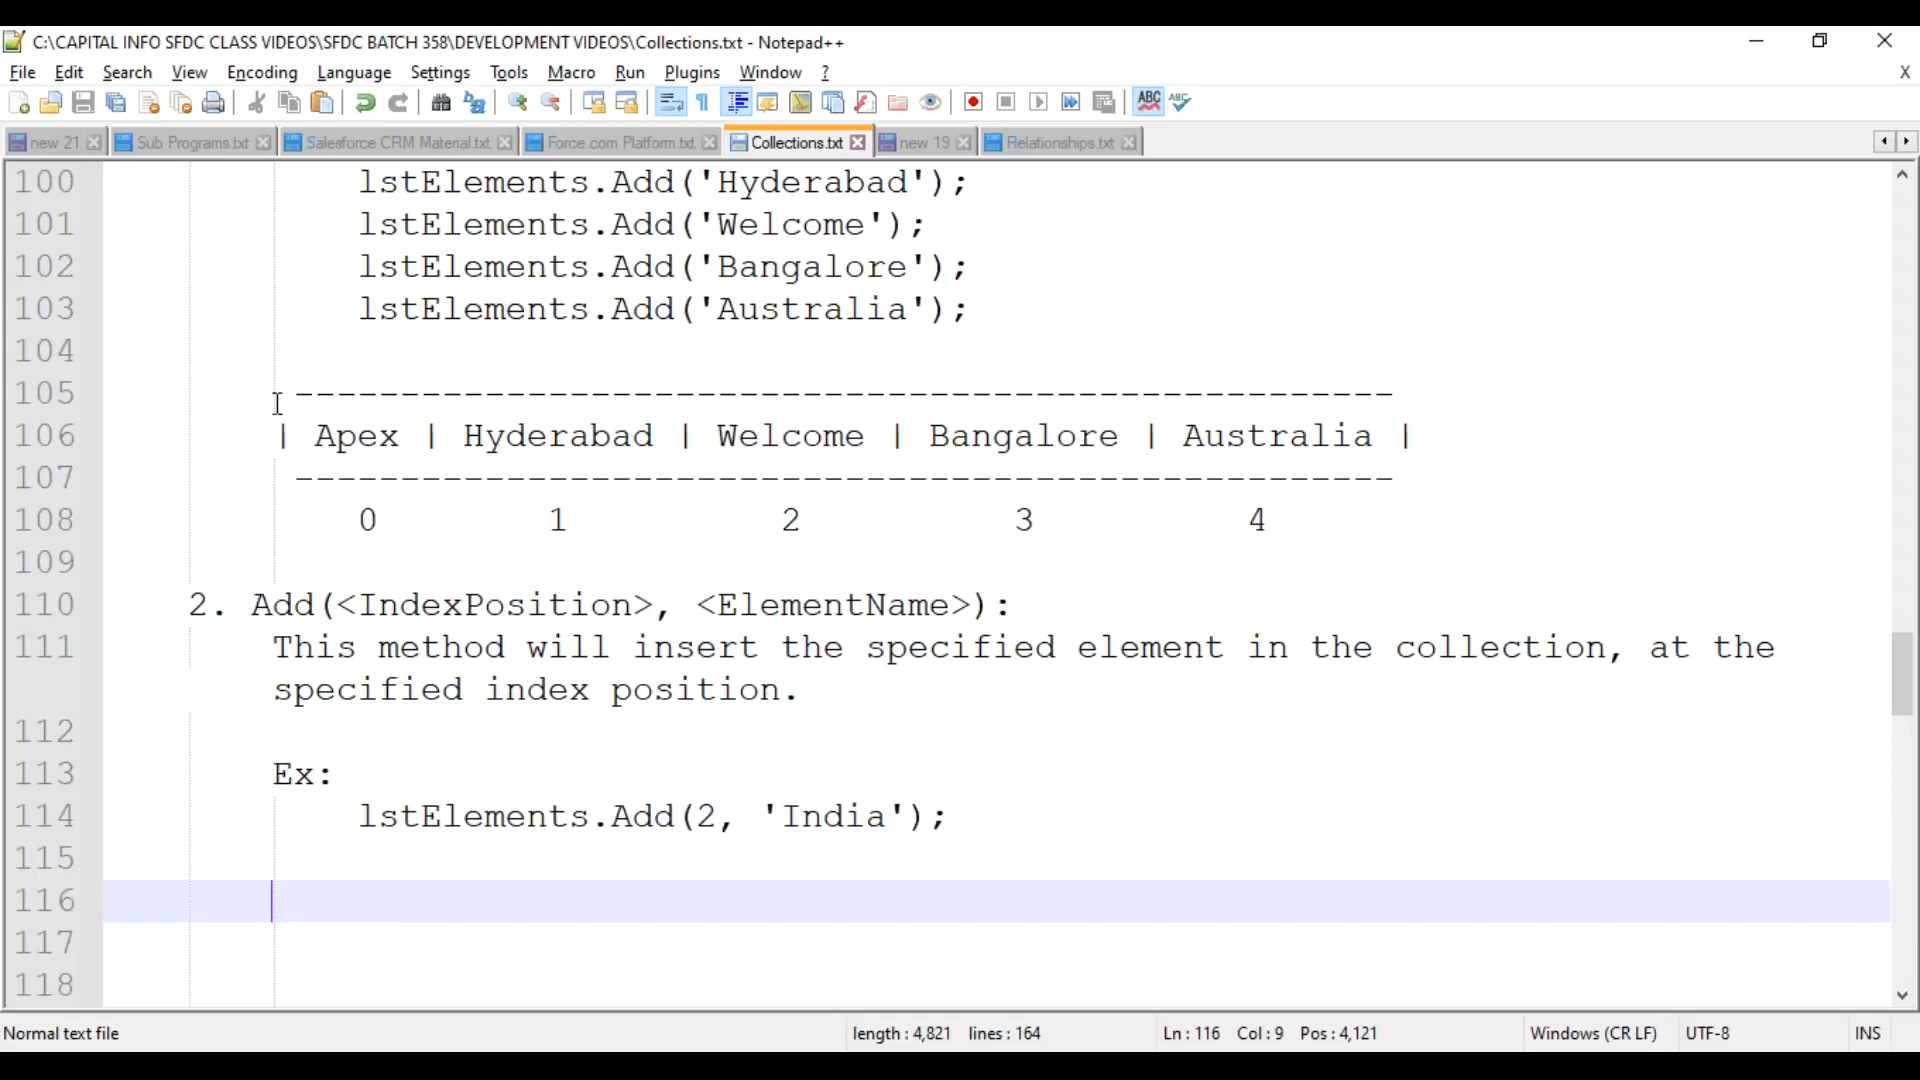 C:\CAPITAL INFO SFDC CLASS VIDEOS\SFDC BATCH 358\DEVELOPMENT VIDEOS\Collections.txt - Notepad++
File Edit Search View Encoding Language Settings Tools Macro Run Plugins Window ? X
new 21 Sub Programs.txt Salesforce CRM Material.txt Force.com Platform.txt Collections.txt new 19 Relationships.txt
100 lstElements.Add('Hyderabad');
101 lstElements.Add('Welcome');
102 lstElements.Add('Bangalore');
103 lstElements.Add('Australia');
104
105 ----------------------------------------------------
106 | Apex | Hyderabad | Welcome | Bangalore | Australia |
107 ----------------------------------------------------
108 0 1 2 3 4
109
110 2. Add(<IndexPosition>, <ElementName>):
111 This method will insert the specified element in the collection, at the
specified index position.
112
113 Ex:
114 lstElements.Add(2, 'India');
115
116
117
118
Normal text file length : 4,821 lines : 164 Ln : 116 Col : 9 Pos : 4,121 Windows (CR LF) UTF-8 INS